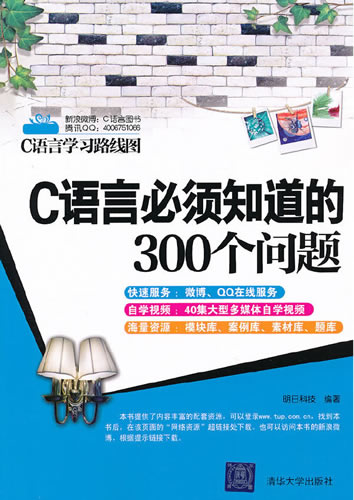 新浪微博：C语言图书
腾讯QQ：4006751066
C语言学习路线图
C语言必须知道的
300个问题
快速服务：微博、QQ在线服务
自学视频：40集大型多媒体自学视频
海量资源：模块库、案例库、素材库、题库
明日科技 编著
本书提供了内容丰富的配套资源，可以登录www.tup.com.cn，找到本
书后，在该页面的“网络资源”超链接处下载，也可以访问本书的新浪微
博，根据提示链接下载。
清华大学出版社